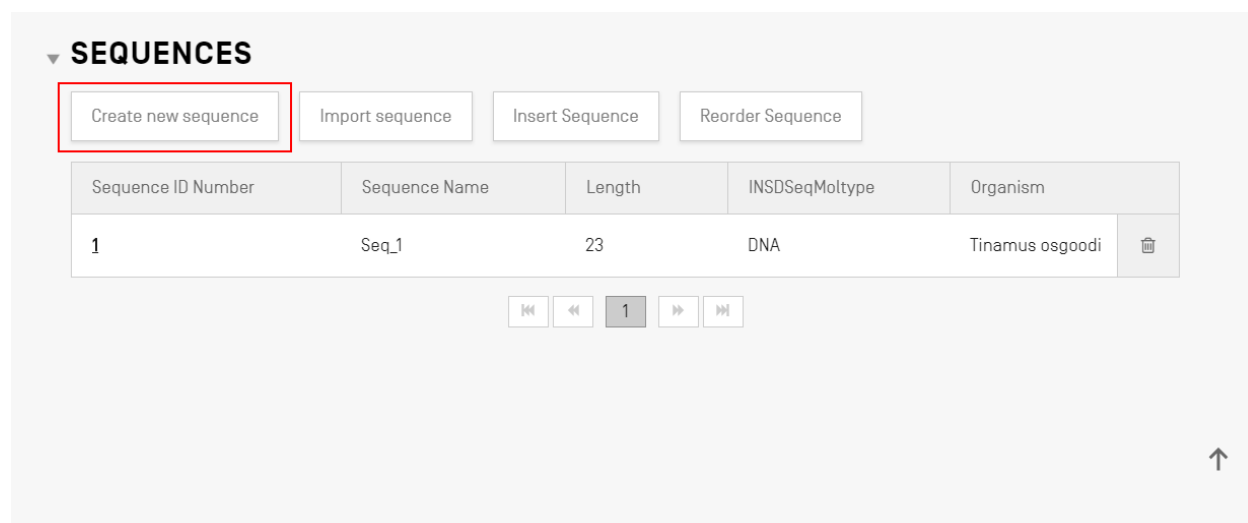 SEQUENCES
Create new sequence Import sequence Insert Sequence Reorder Sequence
Sequence ID Number Sequence Name Length INSDSeqMoltype Organism
1 Seq_1 23 DNA Tinamus osgoodi
1